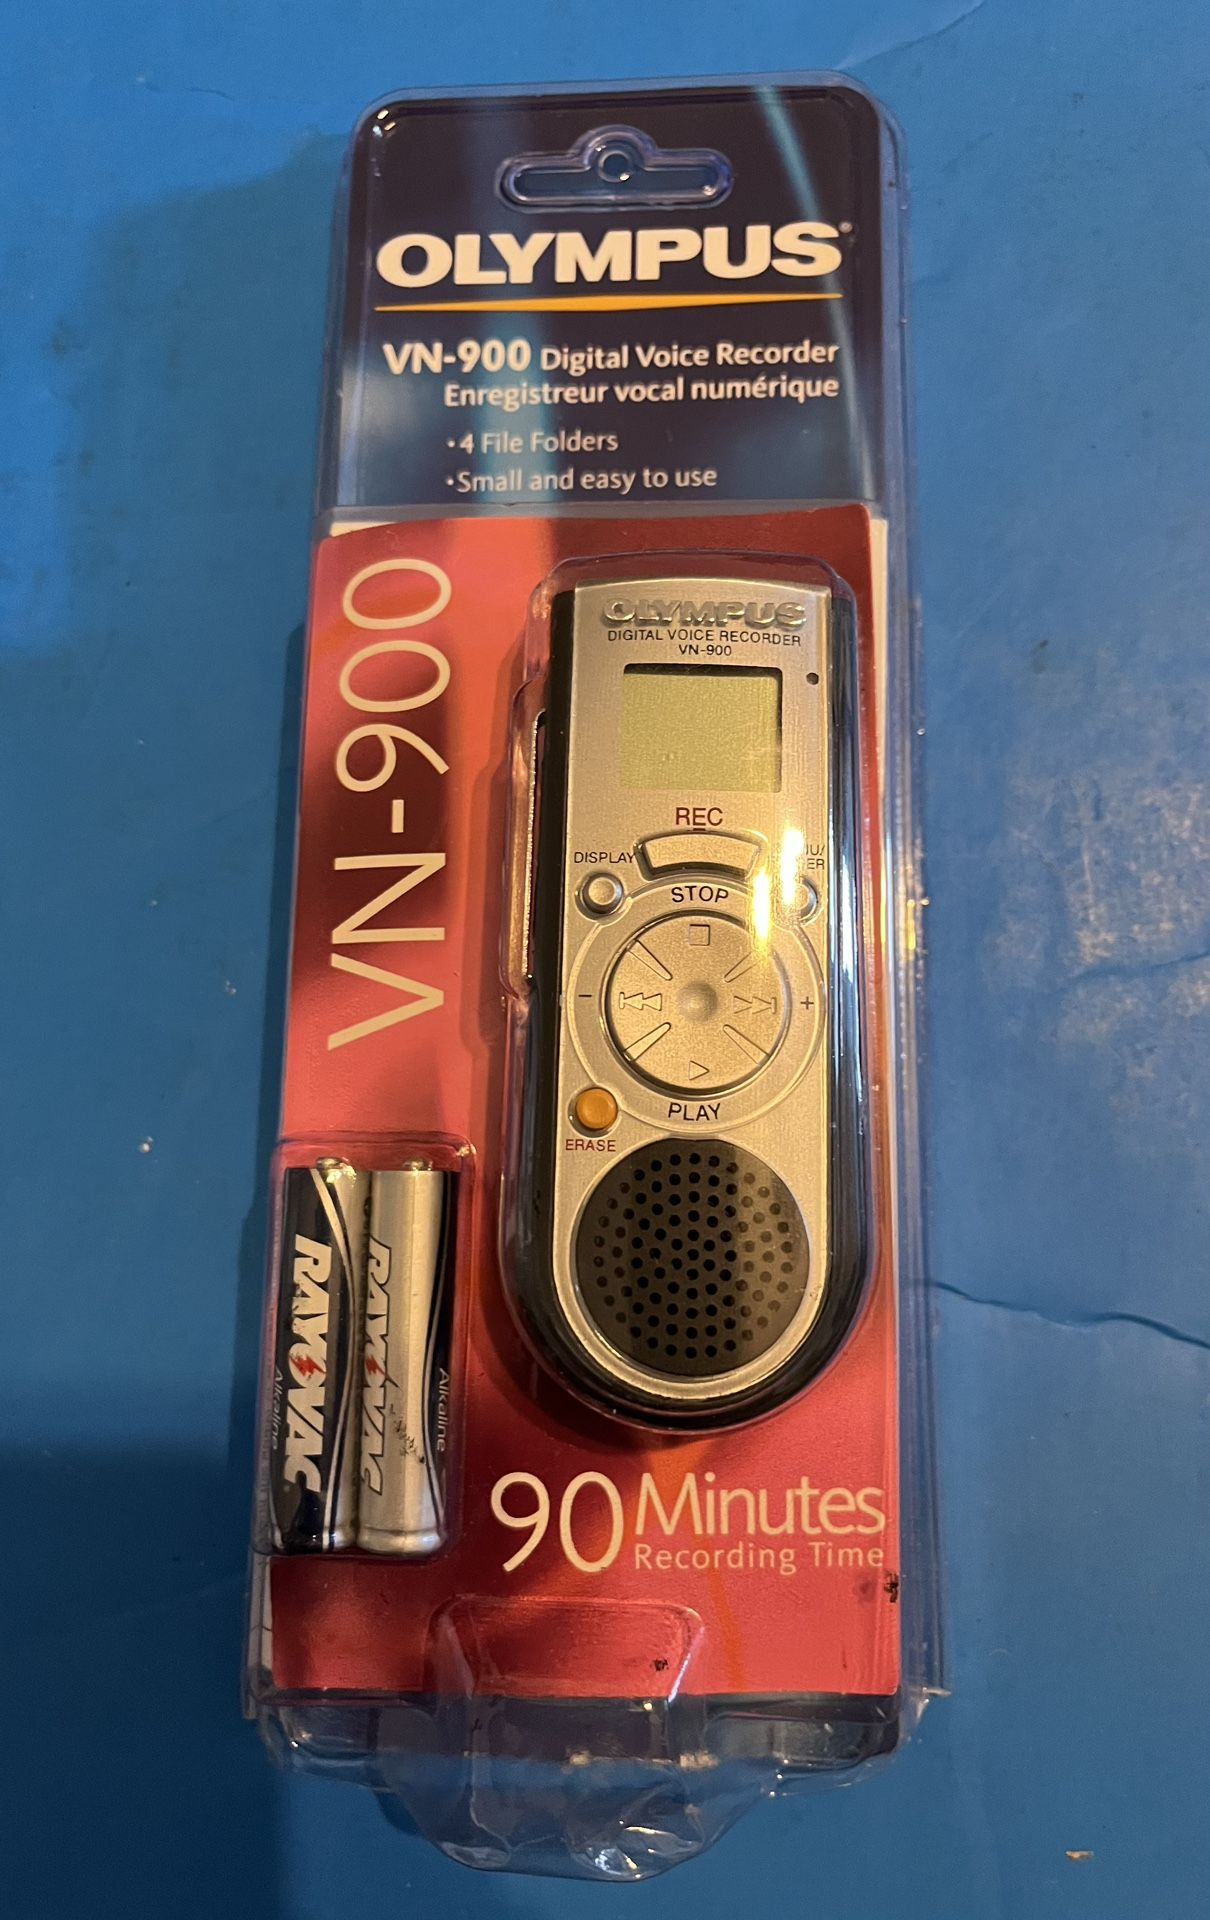 OLYMPUS®
VN-900 Digital Voice Recorder
Enregistreur vocal numérique
•4 File Folders
•Small and easy to use
VN-900
OLYMPUS
DIGITAL VOICE RECORDER
VN-900
REC
DISPLAY
STOP
-
+
PLAY
ERASE
RAYOVAC
Alkaline
RAYOVAC
Alkaline
90 Minutes
Recording Time